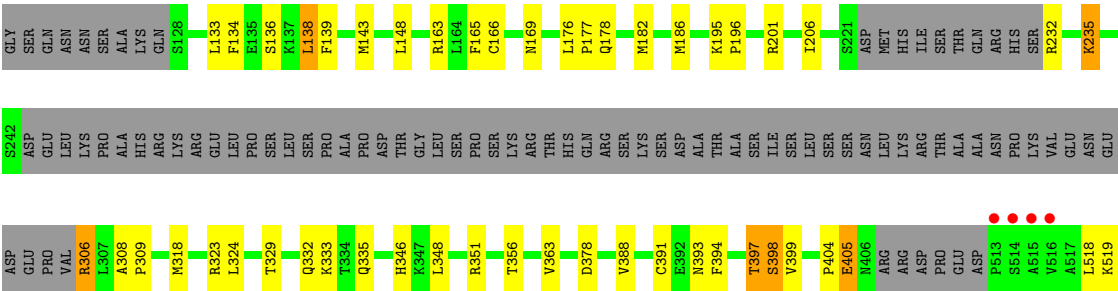 GLY SER GLN ASN ASN SER ALA LYS GLN S128 L133 F134 E135 S136 K137 L138 F139 M143 L148 R163 L164 F165 C166 N169 L176 P177 Q178 M182 M186 K195 P196 R201 I206 S221 ASP MET HIS ILE SER THR GLN ARG HIS SER R232 K235
S242 ASP GLU LEU LYS PRO ALA HIS ARG LYS ARG GLU LEU PRO SER LEU SER PRO ALA PRO ASP THR GLY LEU SER PRO SER LYS ARG THR HIS GLN ARG SER LYS SER ASP ALA THR ALA SER ILE SER LEU SER SER ASN LEU LYS ARG THR ALA ALA ASN PRO LYS VAL GLU ASN GLU
ASP GLU PRO VAL R306 L307 A308 P309 M318 R323 L324 T329 Q332 K333 T334 Q335 H346 K347 L348 R351 T356 V363 D378 V388 C391 E392 N393 F394 T397 S398 V399 P404 E405 N406 ARG ARG ASP PRO GLU ASP P513 S514 A515 V516 A517 L518 K519